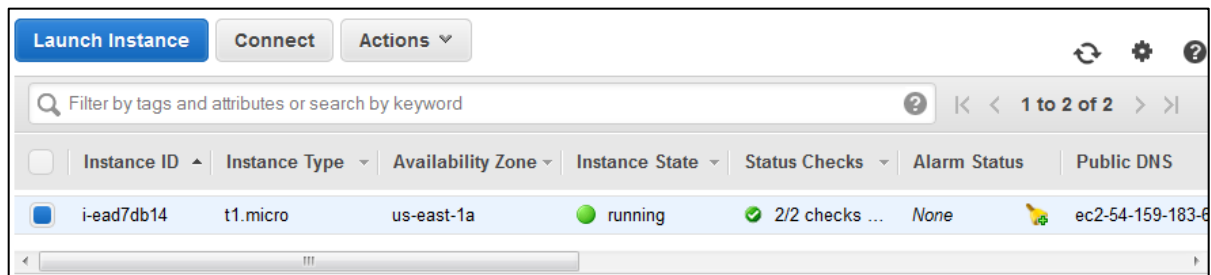 Launch Instance Connect Actions
Filter by tags and attributes or search by keyword 1 to 2 of 2
Instance ID Instance Type Availability Zone Instance State Status Checks Alarm Status Public DNS
i-ead7db14 t1.micro us-east-1a running 2/2 checks ... None ec2-54-159-183-6